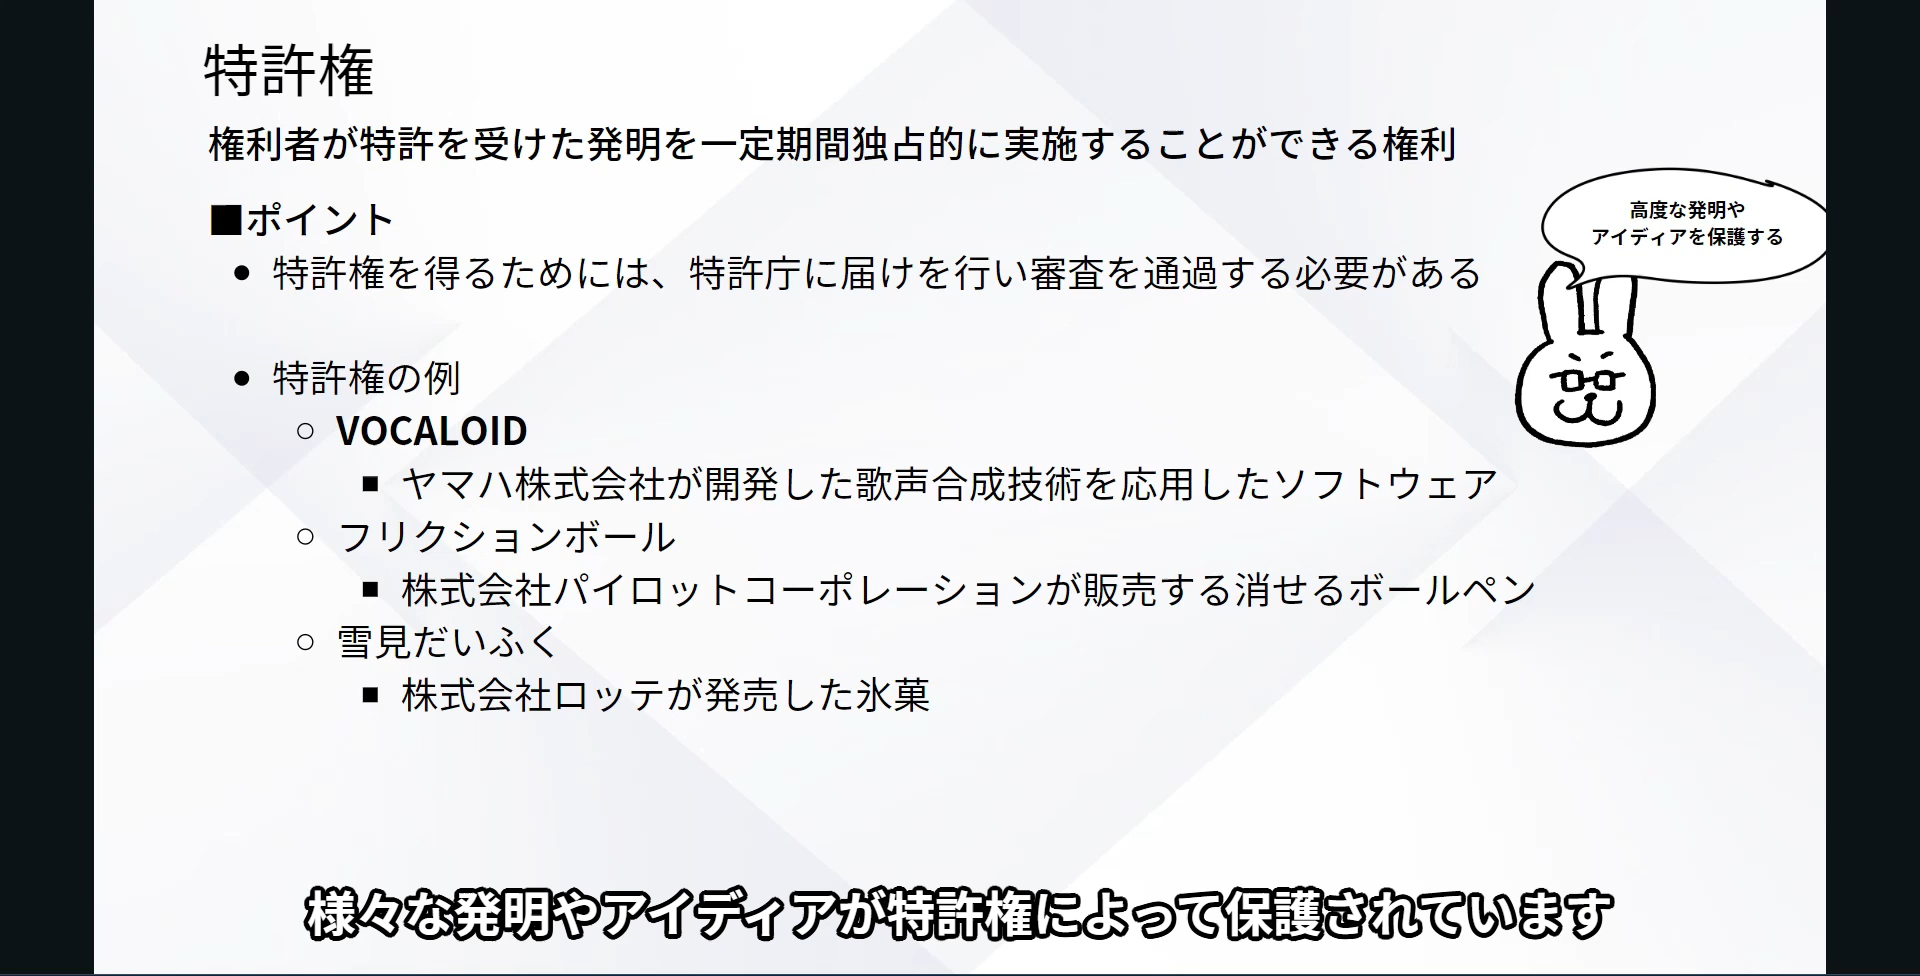 特許権
権利者が特許を受けた発明を一定期間独占的に実施することができる権利
■ポイント
● 特許権を得るためには、特許庁に届けを行い審査を通過する必要がある
● 特許権の例
○ VOCALOID
■ ヤマハ株式会社が開発した歌声合成技術を応用したソフトウェア
○ フリクションボール
■ 株式会社パイロットコーポレーションが販売する消せるボールペン
○ 雪見だいふく
■ 株式会社ロッテが発売した氷菓
高度な発明や
アイディアを保護する
様々な発明やアイディアが特許権によって保護されています